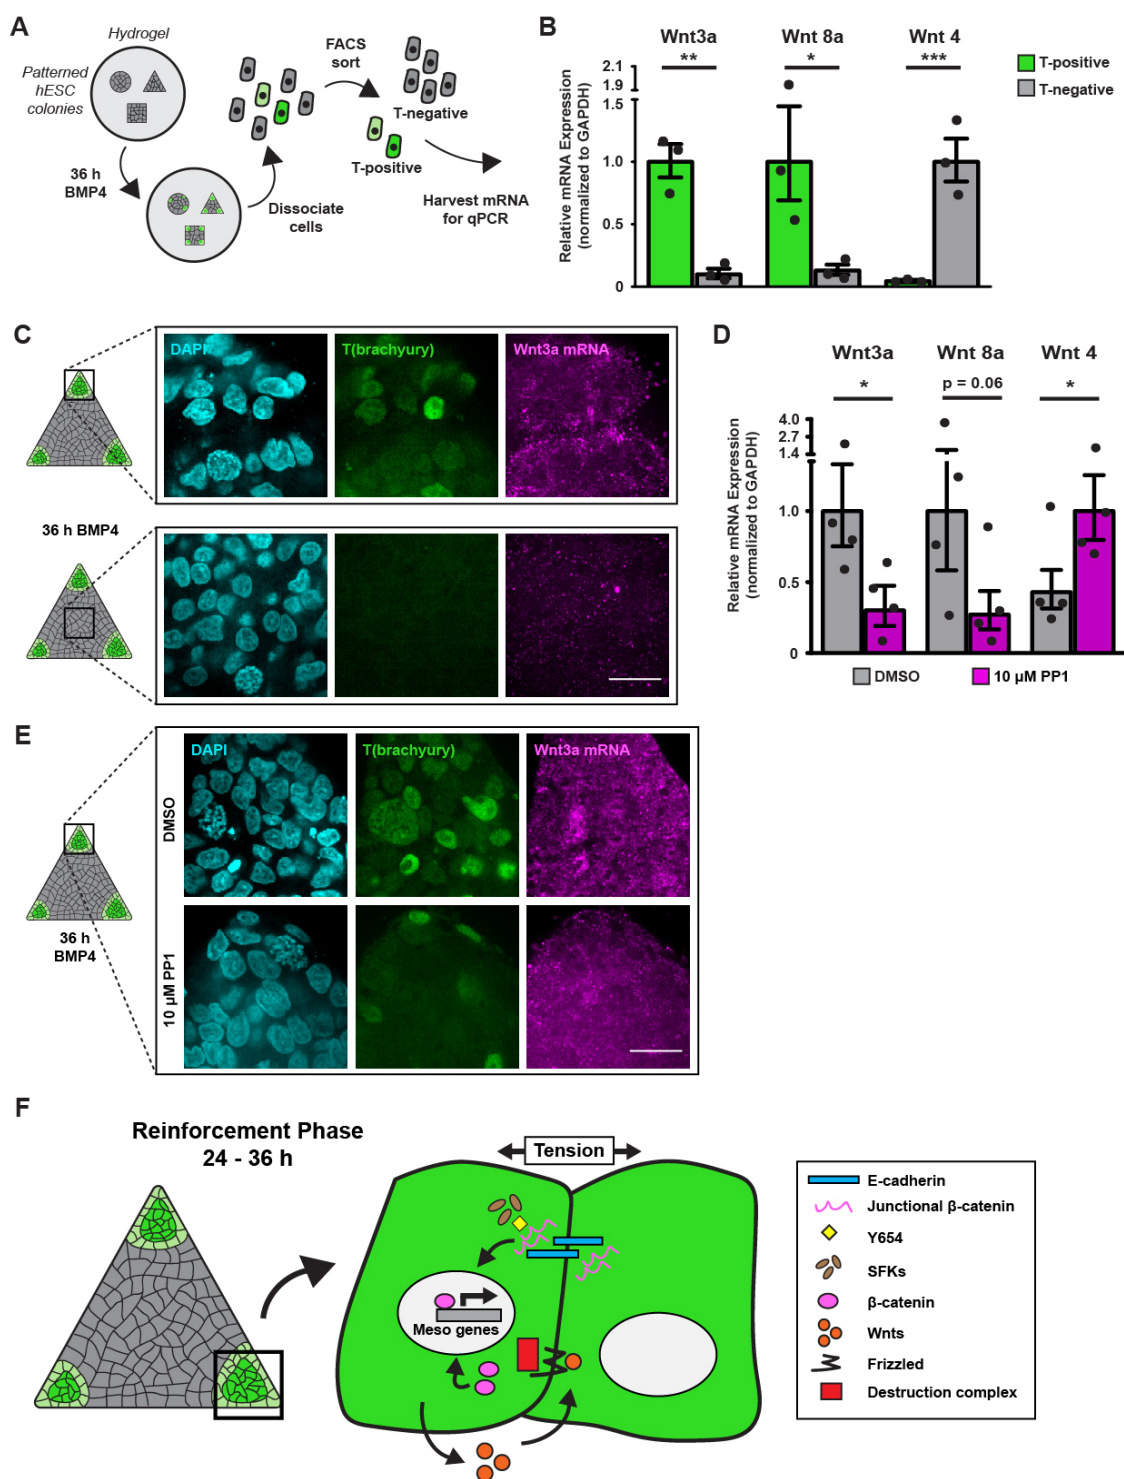 A
Hydrogel
Patterned
hESC
colonies
36 h
BMP4
Dissociate
cells
FACS
sort
T-negative
T-positive
Harvest mRNA
for qPCR
B
Wnt3a
Wnt 8a
Wnt 4
**
*
***
T-positive
T-negative
Relative mRNA Expression
(normalized to GAPDH)
2.1
1.9
1.5
1.0
0.5
0
C
36 h BMP4
DAPI
T(brachyury)
Wnt3a mRNA
D
Wnt3a
Wnt 8a
Wnt 4
*
p = 0.06
*
Relative mRNA Expression
(normalized to GAPDH)
4.0
2.7
1.4
1.0
0.5
0
DMSO
10 µM PP1
E
36 h
BMP4
DAPI
T(brachyury)
Wnt3a mRNA
DMSO
10 µM PP1
F
Reinforcement Phase
24 - 36 h
Tension
Meso genes
E-cadherin
Junctional β-catenin
Y654
SFKs
β-catenin
Wnts
Frizzled
Destruction complex